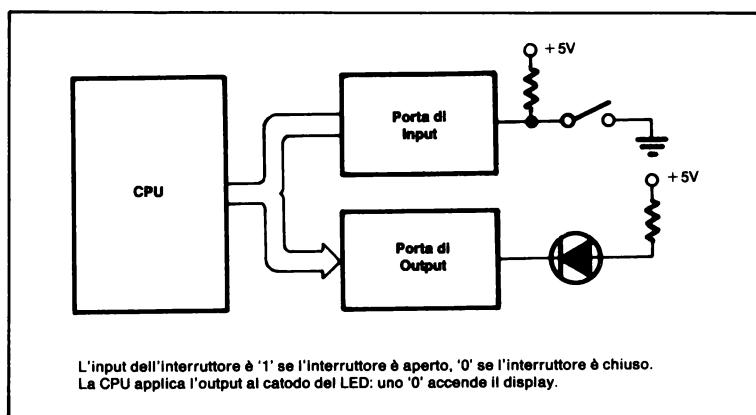 +5V
Porta di
Input
CPU
+5V
Porta di
Output
L'input dell'interruttore è '1' se l'interruttore è aperto, '0' se l'interruttore è chiuso.
La CPU applica l'output al catodo del LED: uno '0' accende il display.